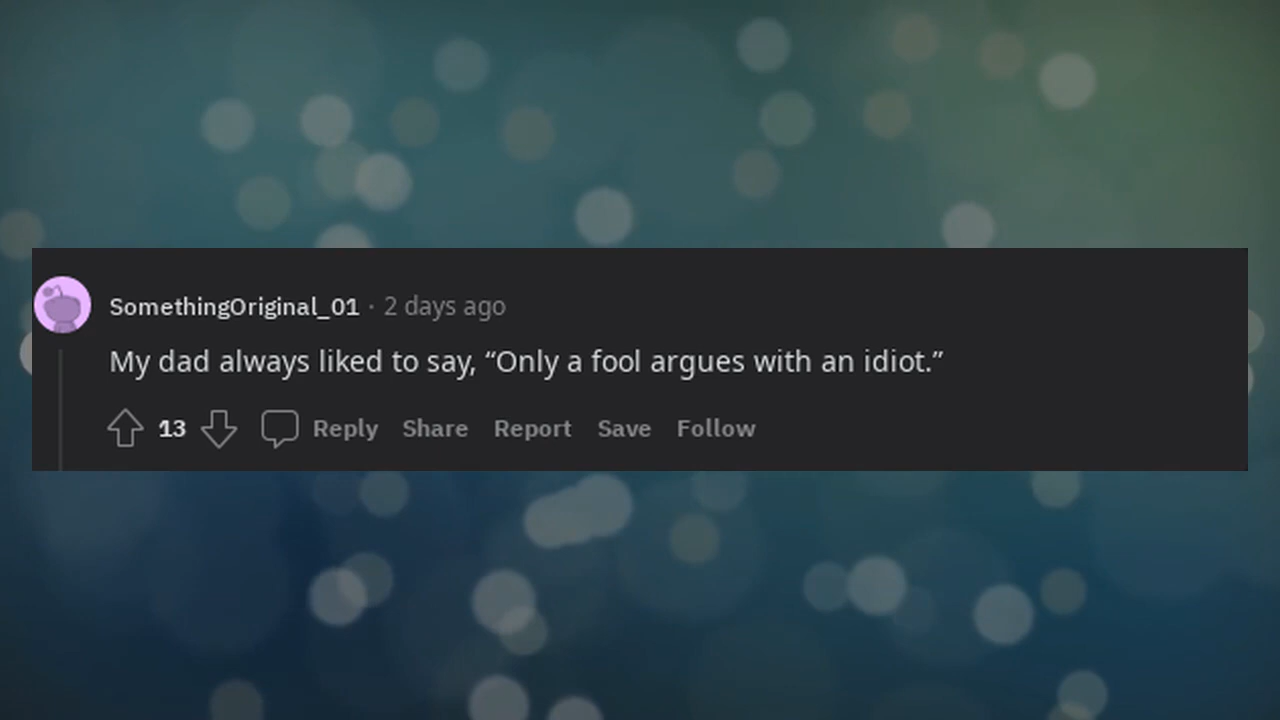 SomethingOriginal_01 · 2 days ago
My dad always liked to say, “Only a fool argues with an idiot.”
13 Reply Share Report Save Follow